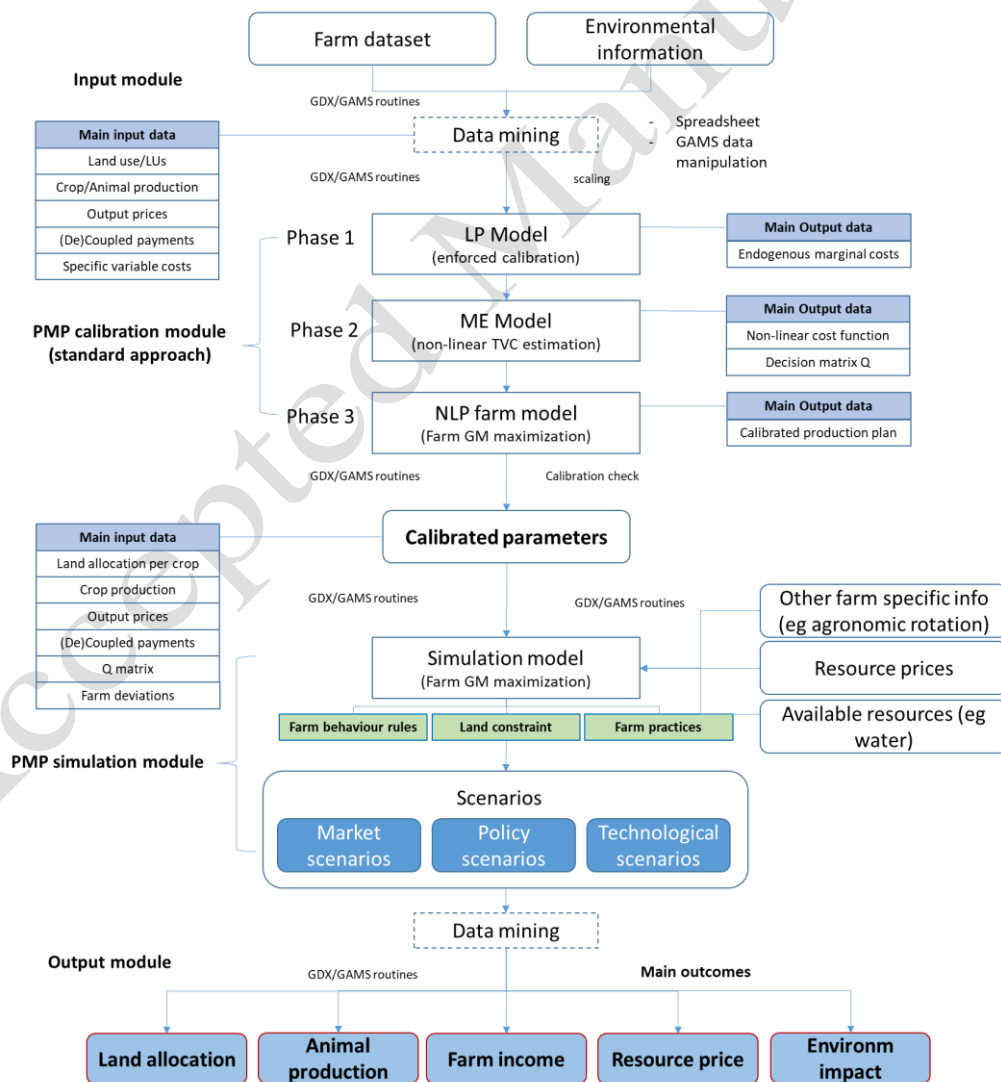 Farm dataset
Environmental
information
Input module
GDX/GAMS routines
Main input data
Land use/LUs
Crop/Animal production
Output prices
(De)Coupled payments
Specific variable costs
Data mining
- Spreadsheet
- GAMS data
manipulation
GDX/GAMS routines
scaling
Phase 1
LP Model
(enforced calibration)
Main Output data
Endogenous marginal costs
PMP calibration module
(standard approach)
Phase 2
ME Model
(non-linear TVC estimation)
Main Output data
Non-linear cost function
Decision matrix Q
Phase 3
NLP farm model
(Farm GM maximization)
Main Output data
Calibrated production plan
GDX/GAMS routines
Calibration check
Main input data
Land allocation per crop
Crop production
Output prices
(De)Coupled payments
Q matrix
Farm deviations
Calibrated parameters
GDX/GAMS routines
GDX/GAMS routines
Other farm specific info
(eg agronomic rotation)
Simulation model
(Farm GM maximization)
Resource prices
Farm behaviour rules
Land constraint
Farm practices
Available resources (eg
water)
PMP simulation module
Scenarios
Market
scenarios
Policy
scenarios
Technological
scenarios
Data mining
Output module
GDX/GAMS routines
Main outcomes
Land allocation
Animal
production
Farm income
Resource price
Environm
impact
Accepted Manu